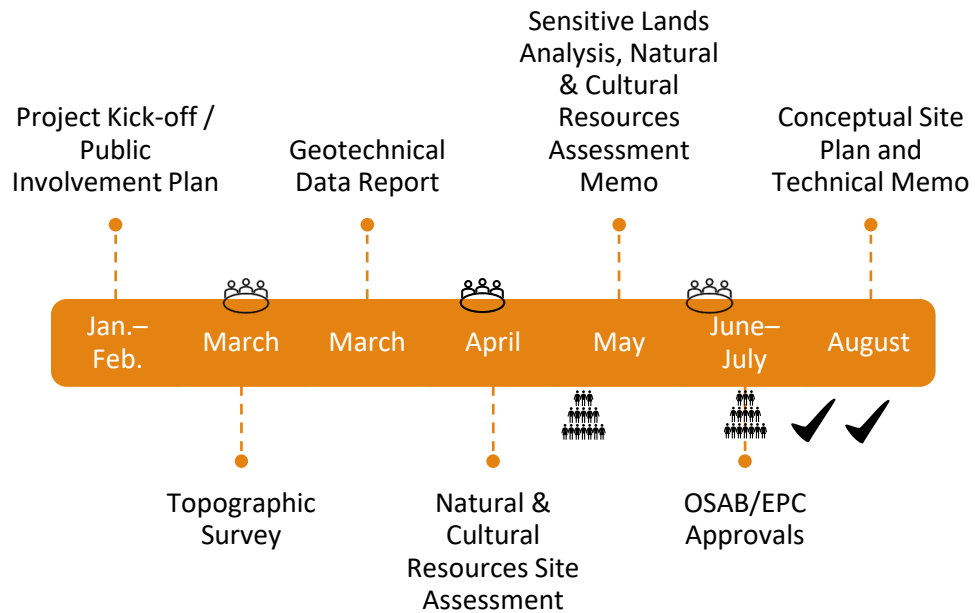 Project Kick-off /
Public
Involvement Plan
Geotechnical
Data Report
Sensitive Lands
Analysis, Natural
& Cultural
Resources
Assessment
Memo
Conceptual Site
Plan and
Technical Memo
Jan.–
Feb.
March
March
April
May
June–
July
August
Topographic
Survey
Natural &
Cultural
Resources Site
Assessment
OSAB/EPC
Approvals